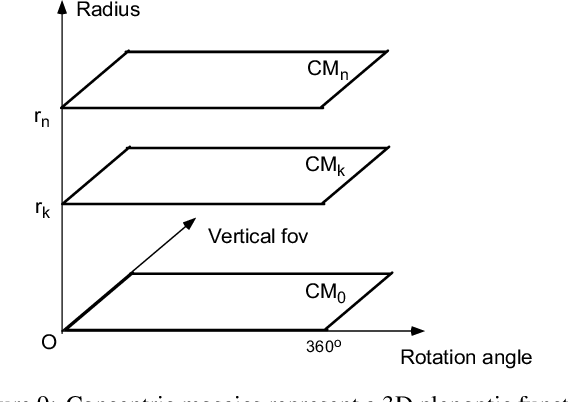 Radius
CMn
rn
CMk
rk
Vertical fov
CM0
O
360º
Rotation angle